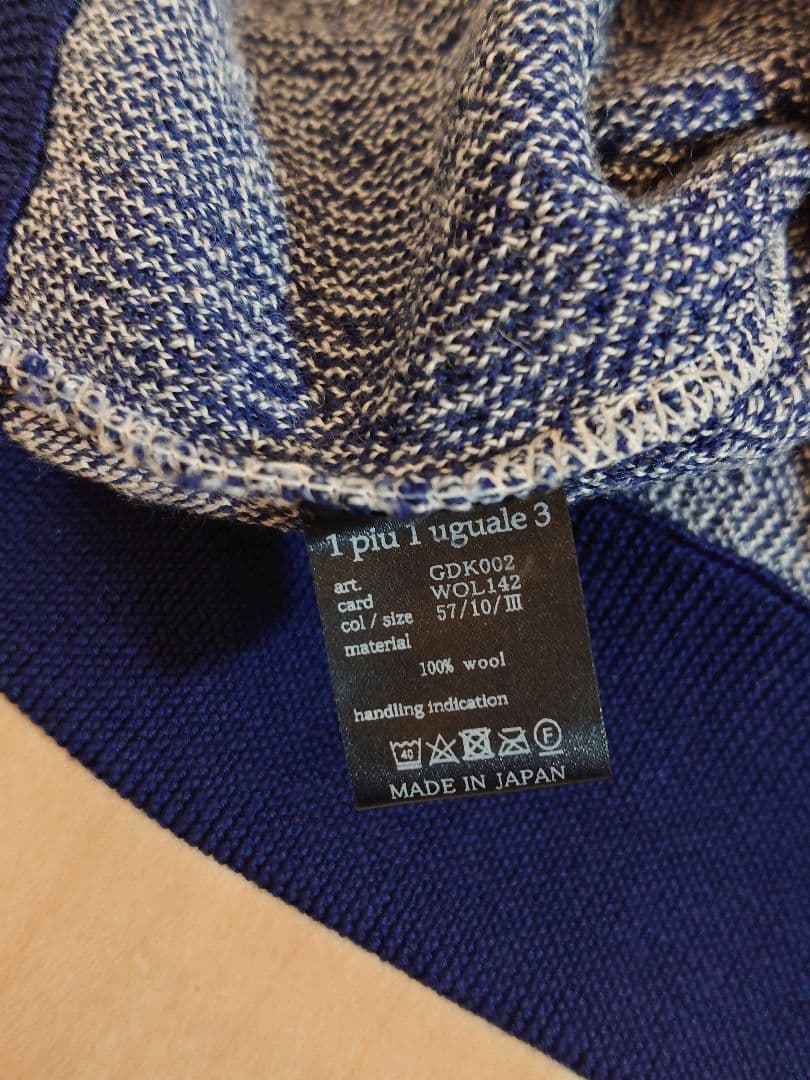 1 piu 1 uguale 3
art. GDK002
card WOL142
col / size 57/10/Ⅲ
material
100% wool
handling indication
40 F
MADE IN JAPAN